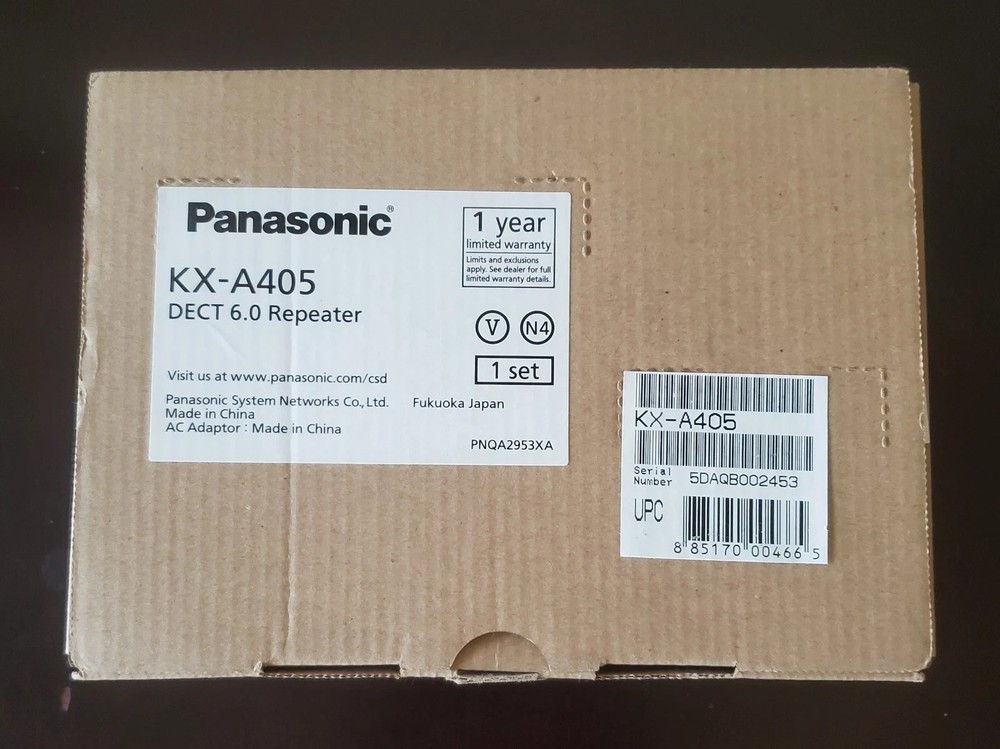 Panasonic®
KX-A405
DECT 6.0 Repeater
1 year
limited warranty
Limits and exclusions
apply. See dealer for full
limited warranty details.
V N4
1 set
Visit us at www.panasonic.com/csd
Panasonic System Networks Co., Ltd. Fukuoka Japan
Made in China
AC Adaptor : Made in China
PNQA2953XA
KX-A405
Serial
Number 5DAQB002453
UPC
8 85170 00466 5